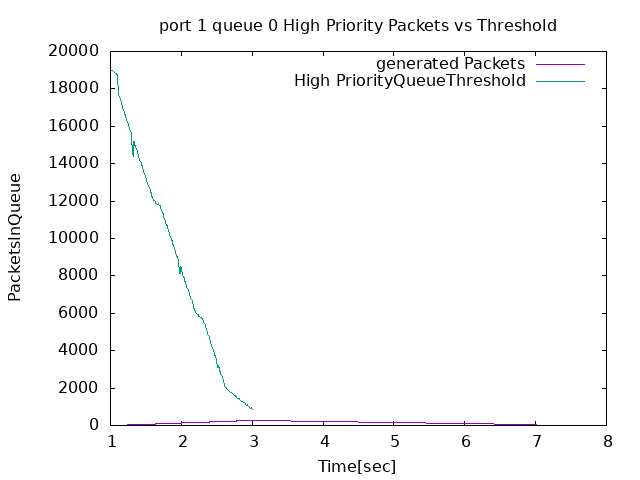 port 1 queue 0 High Priority Packets vs Threshold
20000
18000
16000
14000
12000
10000
8000
6000
4000
2000
0
PacketsInQueue
generated Packets
High PriorityQueueThreshold
1 2 3 4 5 6 7 8
Time[sec]